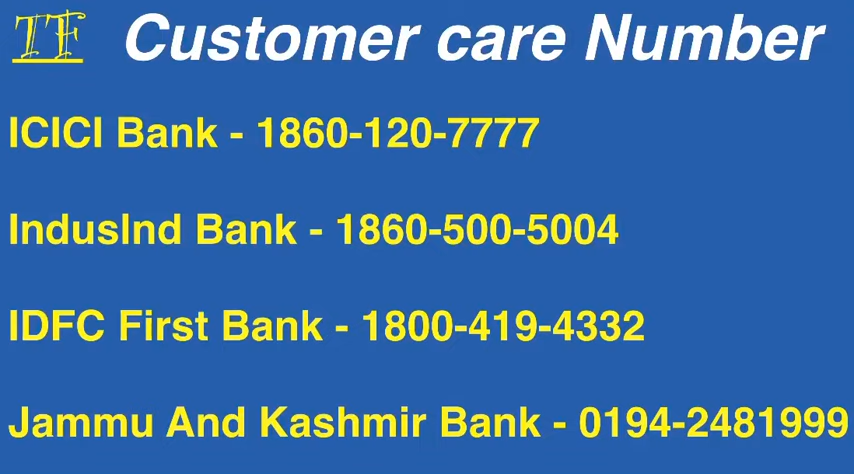 TF Customer care Number
ICICI Bank - 1860-120-7777
IndusInd Bank - 1860-500-5004
IDFC First Bank - 1800-419-4332
Jammu And Kashmir Bank - 0194-2481999